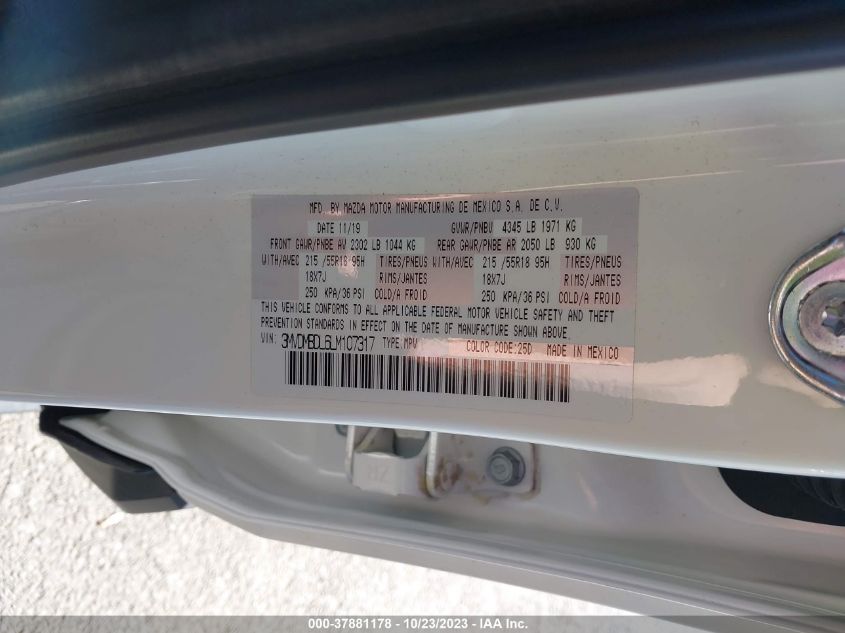 MFD. BY MAZDA MOTOR MANUFACTURING DE MEXICO S.A. DE C.V.
DATE 11/19 GVWR/PNBV 4345 LB 1971 KG
FRONT GAWR/PNBE AV 2302 LB 1044 KG REAR GAWR/PNBE AR 2050 LB 930 KG
WITH/AVEC 215 /55R18 95H TIRES/PNEUS WITH/AVEC 215 /55R18 95H TIRES/PNEUS
18X7J RIMS/JANTES 18X7J RIMS/JANTES
250 KPA/36 PSI COLD/A FROID 250 KPA/36 PSI COLD/A FROID
THIS VEHICLE CONFORMS TO ALL APPLICABLE FEDERAL MOTOR VEHICLE SAFETY AND THEFT
PREVENTION STANDARDS IN EFFECT ON THE DATE OF MANUFACTURE SHOWN ABOVE.
VIN: 3MVDMBDL6LM107317 TYPE:MPV COLOR CODE:25D MADE IN MEXICO
000-37881178 - 10/23/2023 - IAA Inc.